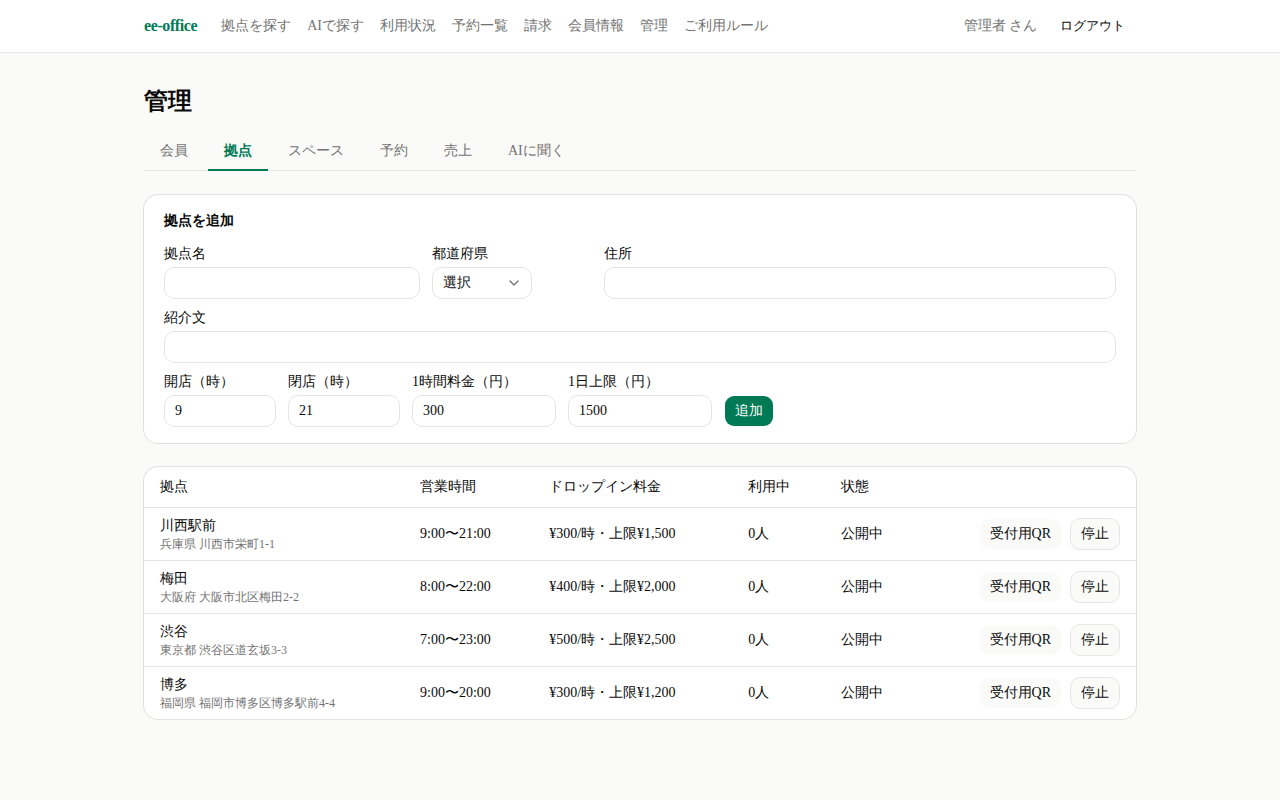 ee-office 拠点を探す AIで探す 利用状況 予約一覧 請求 会員情報 管理 ご利用ルール 管理者 さん ログアウト
管理
会員 拠点 スペース 予約 売上 AIに聞く
拠点を追加
拠点名 都道府県 住所
選択
紹介文
開店（時） 閉店（時） 1時間料金（円） 1日上限（円）
9 21 300 1500 追加
拠点 営業時間 ドロップイン料金 利用中 状態
川西駅前
兵庫県 川西市栄町1-1
9:00〜21:00 ¥300/時・上限¥1,500 0人 公開中 受付用QR 停止
梅田
大阪府 大阪市北区梅田2-2
8:00〜22:00 ¥400/時・上限¥2,000 0人 公開中 受付用QR 停止
渋谷
東京都 渋谷区道玄坂3-3
7:00〜23:00 ¥500/時・上限¥2,500 0人 公開中 受付用QR 停止
博多
福岡県 福岡市博多区博多駅前4-4
9:00〜20:00 ¥300/時・上限¥1,200 0人 公開中 受付用QR 停止